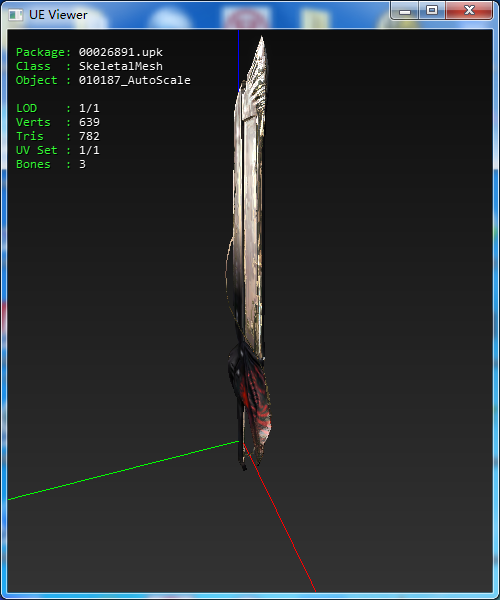 UE Viewer
Package: 00026891.upk
Class  : SkeletalMesh
Object : 010187_AutoScale
LOD    : 1/1
Verts  : 639
Tris   : 782
UV Set : 1/1
Bones  : 3